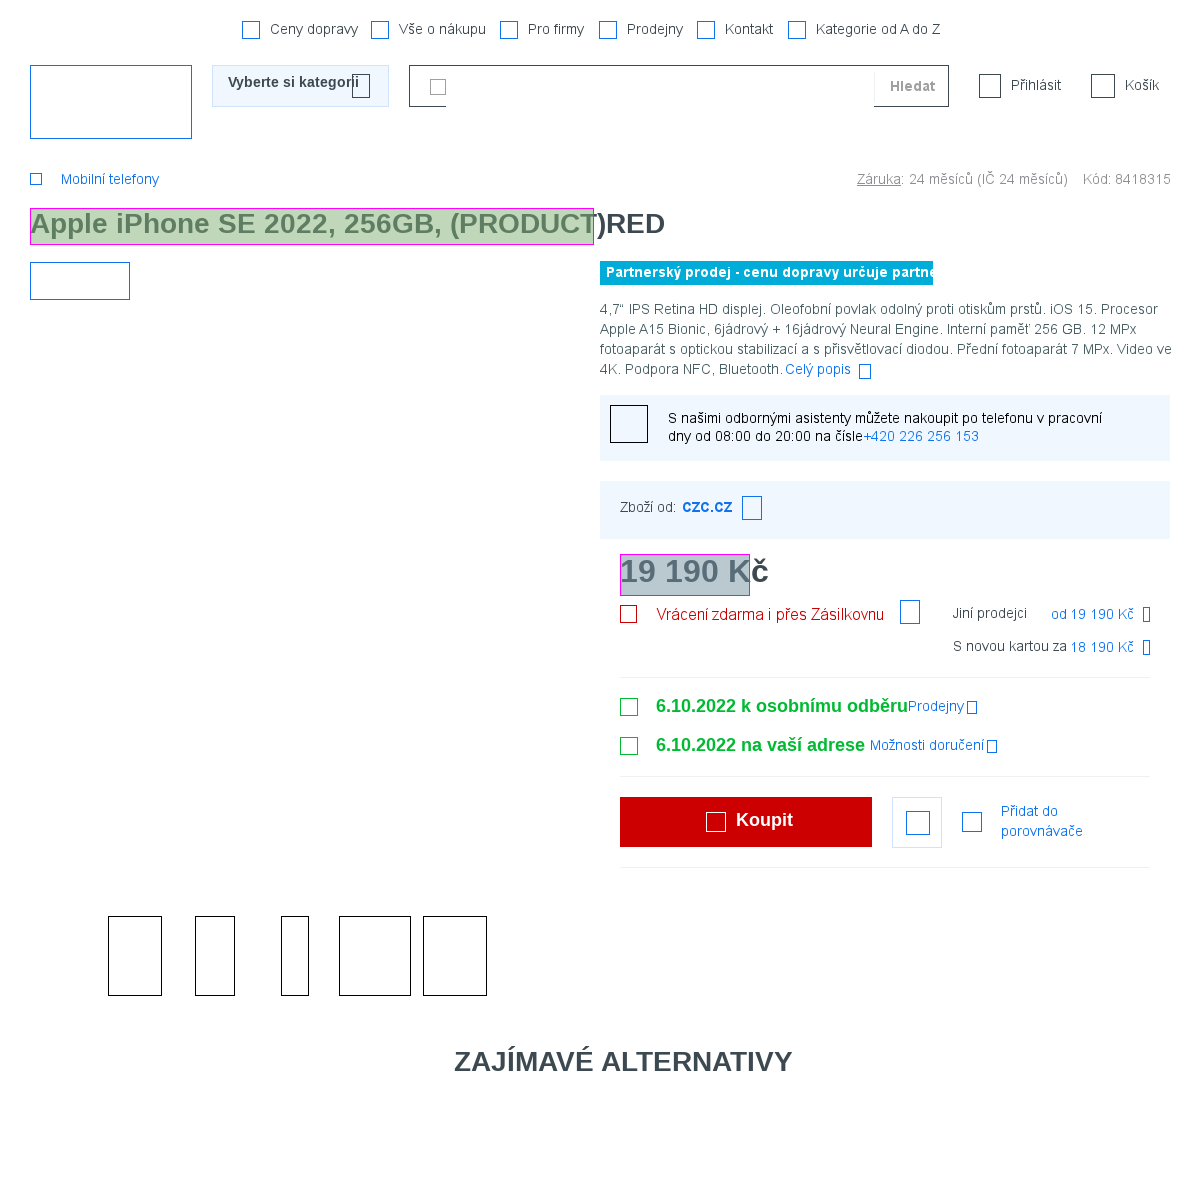 Ceny dopravy Vše o nákupu Pro firmy Prodejny Kontakt Kategorie od A do Z
Vyberte si kategorii Hledat Přihlásit Košík
Mobilní telefony Záruka: 24 měsíců (IČ 24 měsíců) Kód: 8418315
Apple iPhone SE 2022, 256GB, (PRODUCT)RED
Partnerský prodej - cenu dopravy určuje partne
4,7“ IPS Retina HD displej. Oleofobní povlak odolný proti otiskům prstů. iOS 15. Procesor
Apple A15 Bionic, 6jádrový + 16jádrový Neural Engine. Interní paměť 256 GB. 12 MPx
fotoaparát s optickou stabilizací a s přisvětlovací diodou. Přední fotoaparát 7 MPx. Video ve
4K. Podpora NFC, Bluetooth. Celý popis
S našimi odbornými asistenty můžete nakoupit po telefonu v pracovní
dny od 08:00 do 20:00 na čísle+420 226 256 153
Zboží od: czc.cz
19 190 Kč
Vrácení zdarma i přes Zásilkovnu Jiní prodejci od 19 190 Kč
S novou kartou za 18 190 Kč
6.10.2022 k osobnímu odběru Prodejny
6.10.2022 na vaší adrese Možnosti doručení
Koupit Přidat do
porovnávače
ZAJÍMAVÉ ALTERNATIVY